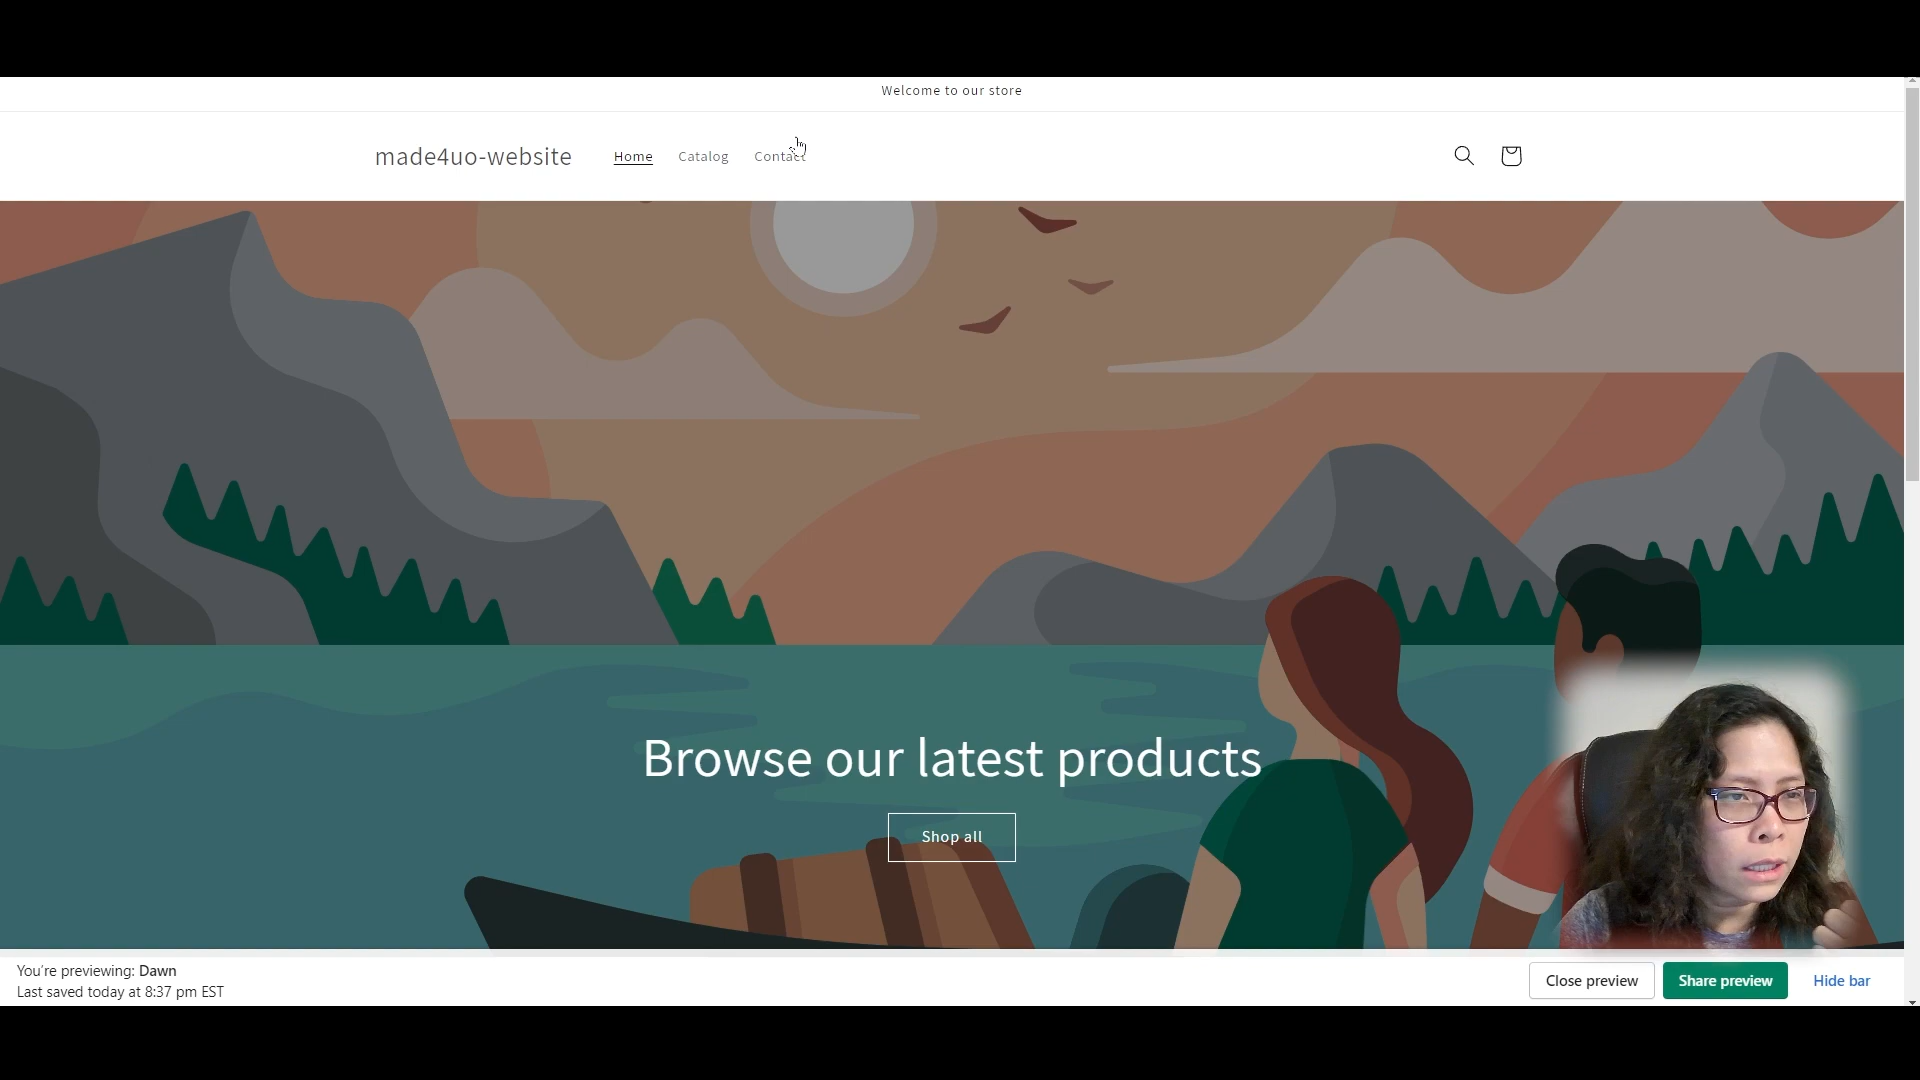 Welcome to our store
made4uo-website Home Catalog Contact
Browse our latest products
Shop all
You're previewing: Dawn
Last saved today at 8:37 pm EST
Close preview Share preview Hide bar